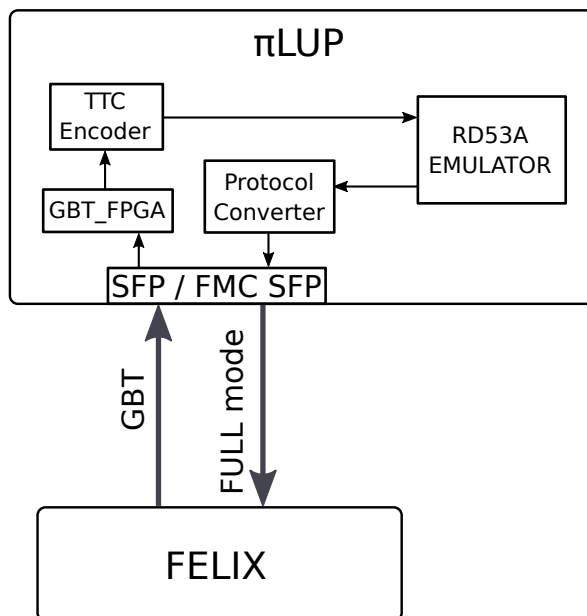 πLUP
TTC
Encoder
RD53A
EMULATOR
Protocol
Converter
GBT_FPGA
SFP / FMC SFP
GBT
FULL mode
FELIX